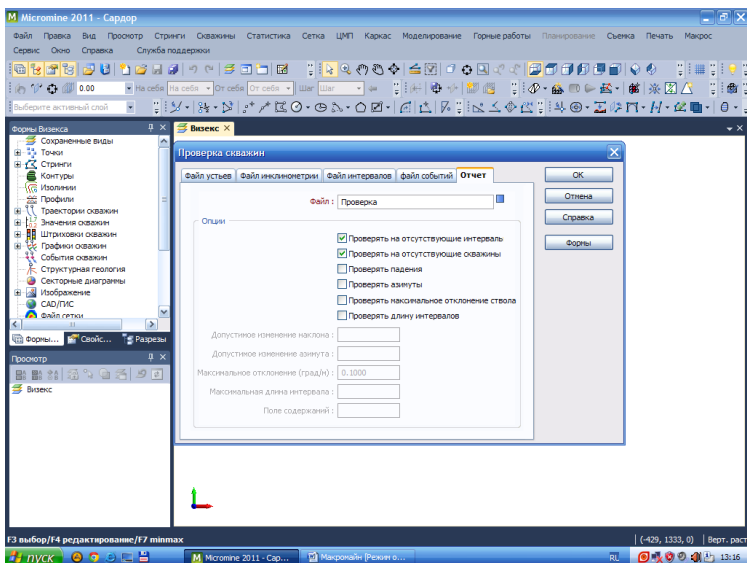 Micromine 2011 - Сардор
Файл Правка Вид Просмотр Стринги Скважины Статистика Сетка ЦМП Каркас Моделирование Горные работы Планирование Съемка Печать Макрос
Сервис Окно Справка Служба поддержки
0.00 На себя На себя От себя От себя Шаг Шаг
Выберите активный слой
Формы Визекса
Визекс
Сохраненные виды
Точки
Стринги
Контуры
Изолинии
Профили
Траектории скважин
Значения скважин
Штриховки скважин
Графики скважин
События скважин
Структурная геология
Секторные диаграммы
Изображение
CAD/ГИС
Файл сетки
Формы... Свойс... Разрезы
Просмотр
Визекс
Проверка скважин
Файл устьев Файл инклинометрии Файл интервалов файл событий Отчет
Файл : Проверка
Опции
Проверять на отсутствующие интервалы
Проверять на отсутствующие скважины
Проверять падения
Проверять азимуты
Проверять максимальное отклонение ствола
Проверять длину интервалов
Допустимое изменение наклона :
Допустимое изменение азимута :
Максимальное отклонение (град/м) : 0.1000
Максимальная длина интервала :
Поле содержаний :
OK
Отмена
Справка
Формы
F3 выбор/F4 редактирование/F7 minmax (-429, 1333, 0) Верт. раст
пуск Micromine 2011 - Сар... Макромайн [Режим о... RU 13:16